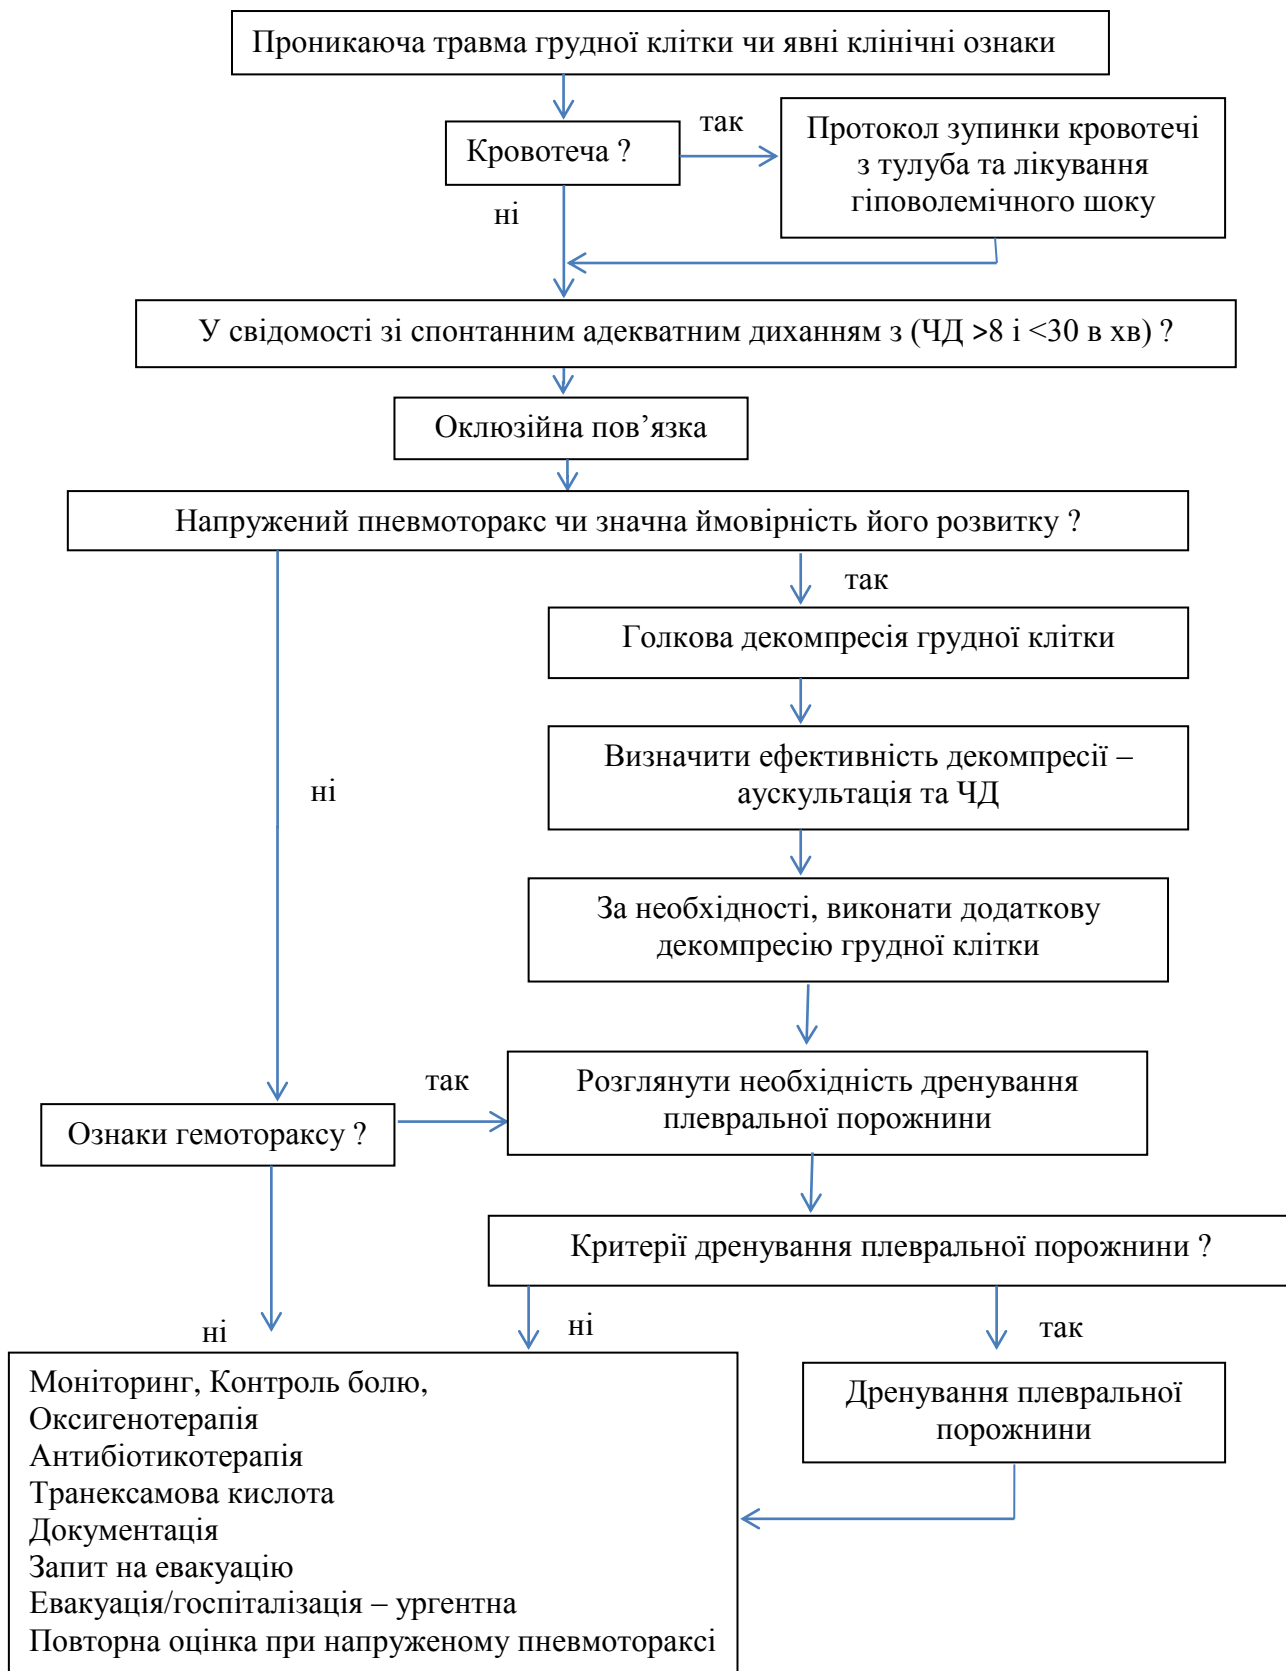 Проникаюча травма грудної клітки чи явні клінічні ознаки
Кровотеча ?
так
Протокол зупинки кровотечі
з тулуба та лікування
гіповолемічного шоку
ні
У свідомості зі спонтанним адекватним диханням з (ЧД >8 і <30 в хв) ?
Оклюзійна пов’язка
Напружений пневмоторакс чи значна ймовірність його розвитку ?
так
Голкова декомпресія грудної клітки
Визначити ефективність декомпресії –
аускультація та ЧД
ні
За необхідності, виконати додаткову
декомпресію грудної клітки
Ознаки гемотораксу ?
так
Розглянути необхідність дренування
плевральної порожнини
Критерії дренування плевральної порожнини ?
ні
ні
так
Моніторинг, Контроль болю,
Оксигенотерапія
Антибіотикотерапія
Транексамова кислота
Документація
Запит на евакуацію
Евакуація/госпіталізація – ургентна
Повторна оцінка при напруженому пневмотораксі
Дренування плевральної
порожнини